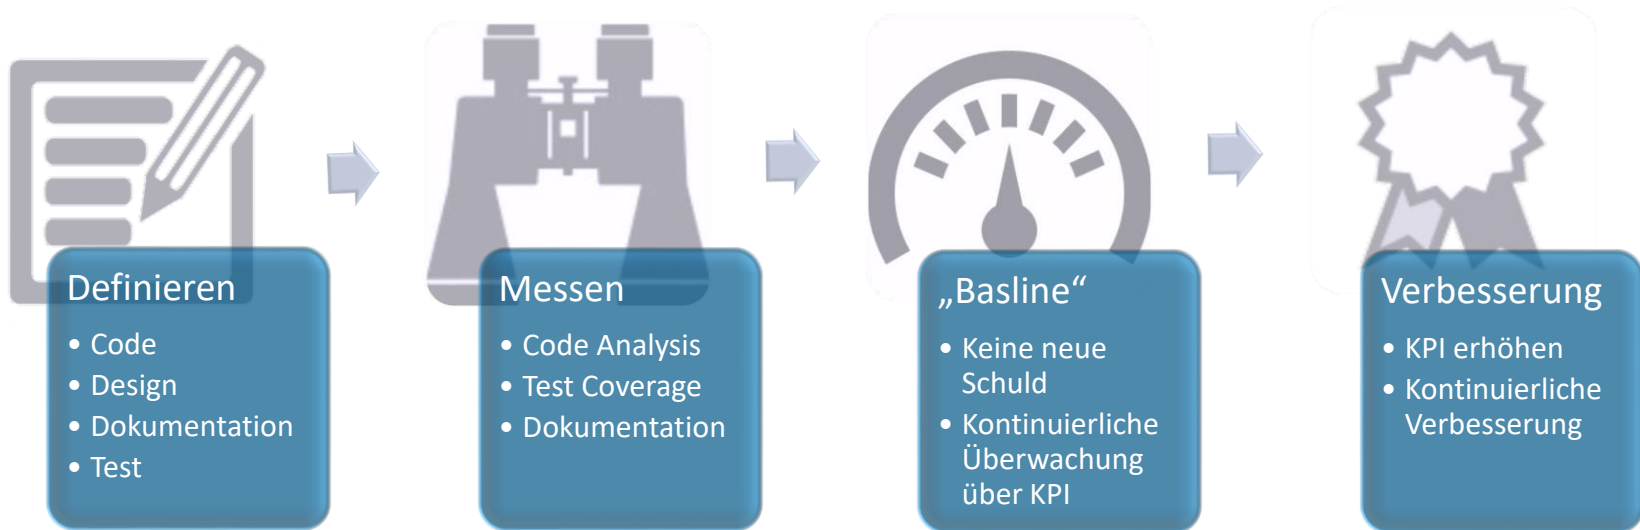 Definieren
• Code
• Design
• Dokumentation
• Test
Messen
• Code Analysis
• Test Coverage
• Dokumentation
„Basline“
• Keine neue
Schuld
• Kontinuierliche
Überwachung
über KPI
Verbesserung
• KPI erhöhen
• Kontinuierliche
Verbesserung